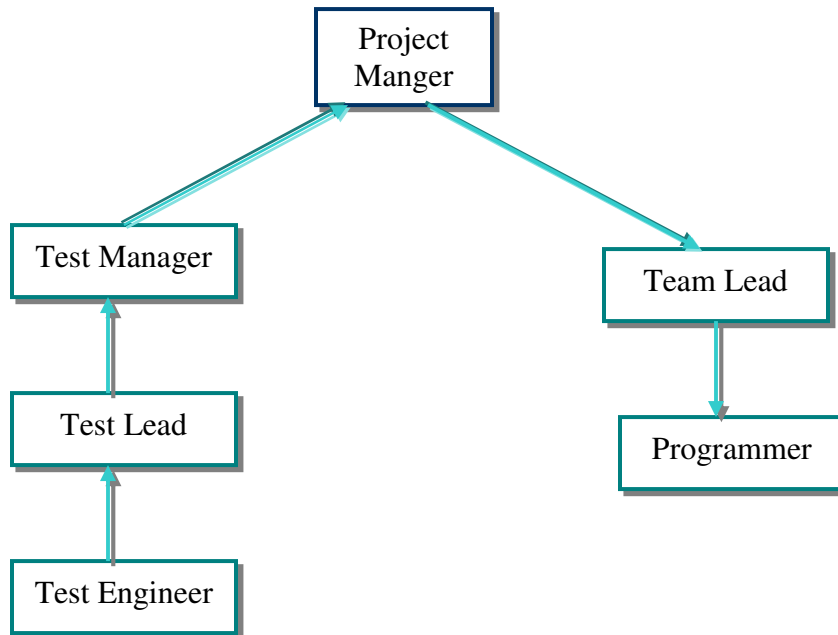 Project
Manger
Test Manager
Team Lead
Test Lead
Programmer
Test Engineer